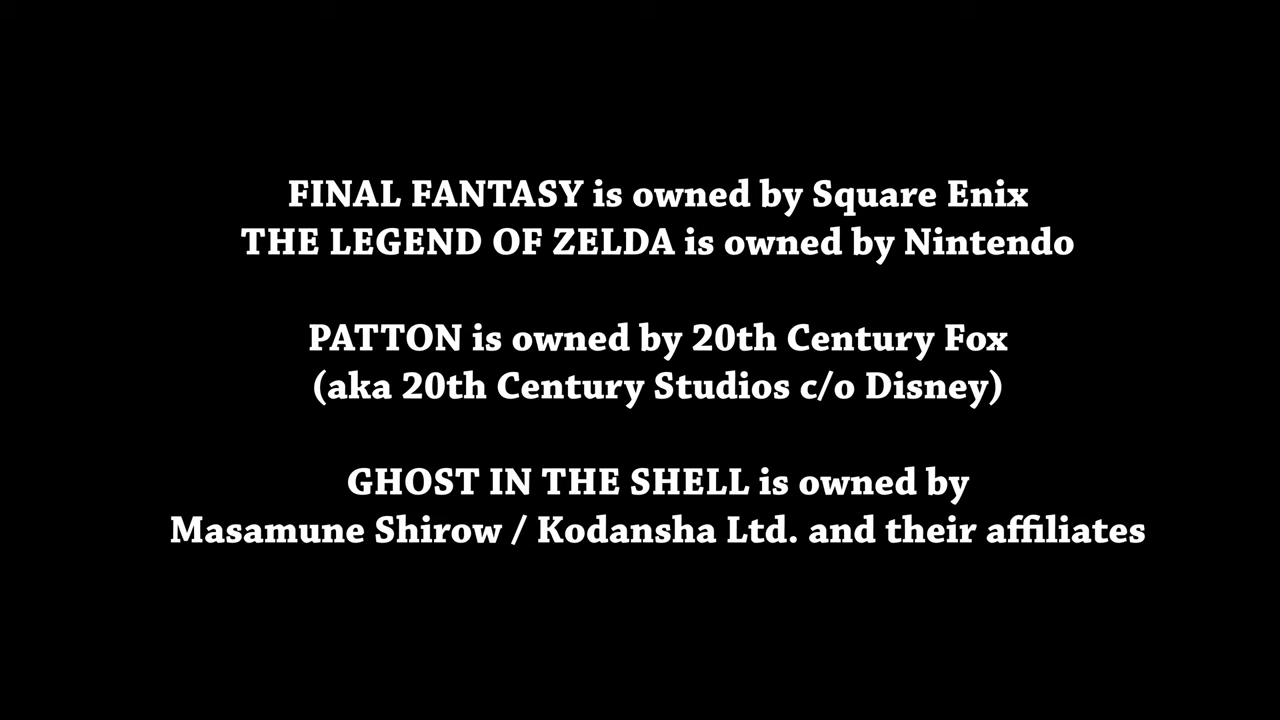 FINAL FANTASY is owned by Square Enix
THE LEGEND OF ZELDA is owned by Nintendo
PATTON is owned by 20th Century Fox
(aka 20th Century Studios c/o Disney)
GHOST IN THE SHELL is owned by
Masamune Shirow / Kodansha Ltd. and their affiliates